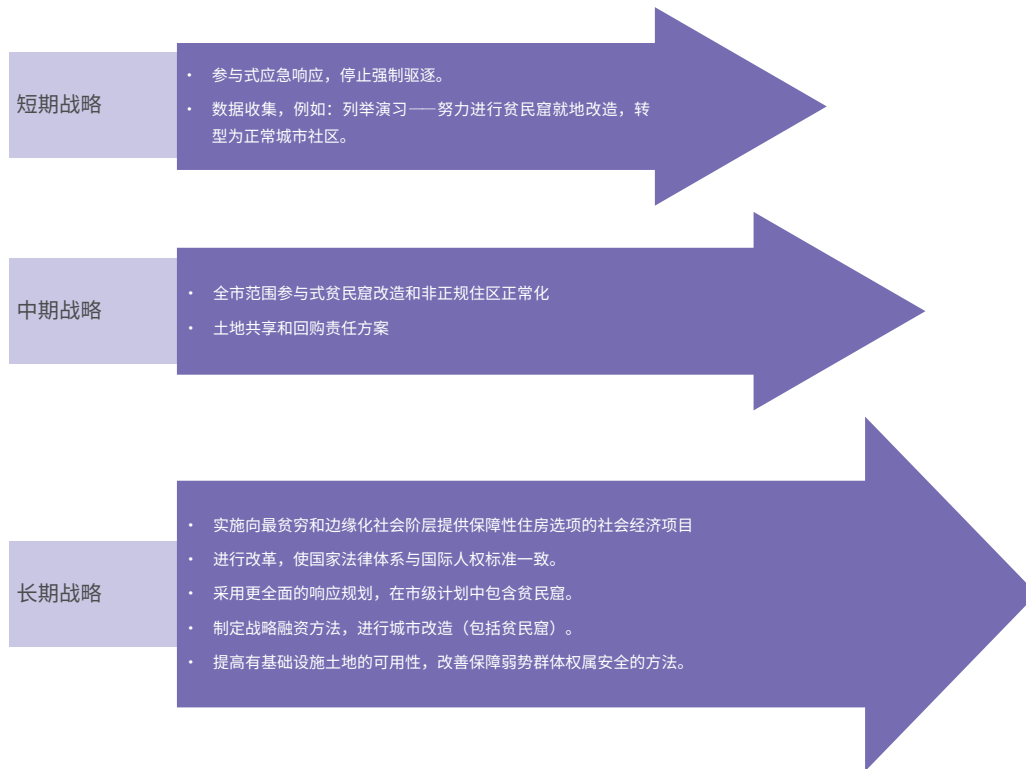 短期战略
• 参与式应急响应，停止强制驱逐。
• 数据收集，例如：列举演习——努力进行贫民窟就地改造，转
型为正常城市社区。
中期战略
• 全市范围参与式贫民窟改造和非正规住区正常化
• 土地共享和回购责任方案
长期战略
• 实施向最贫穷和边缘化社会阶层提供保障性住房选项的社会经济项目
• 进行改革，使国家法律体系与国际人权标准一致。
• 采用更全面的响应规划，在市级计划中包含贫民窟。
• 制定战略融资方法，进行城市改造（包括贫民窟）。
• 提高有基础设施土地的可用性，改善保障弱势群体权属安全的方法。